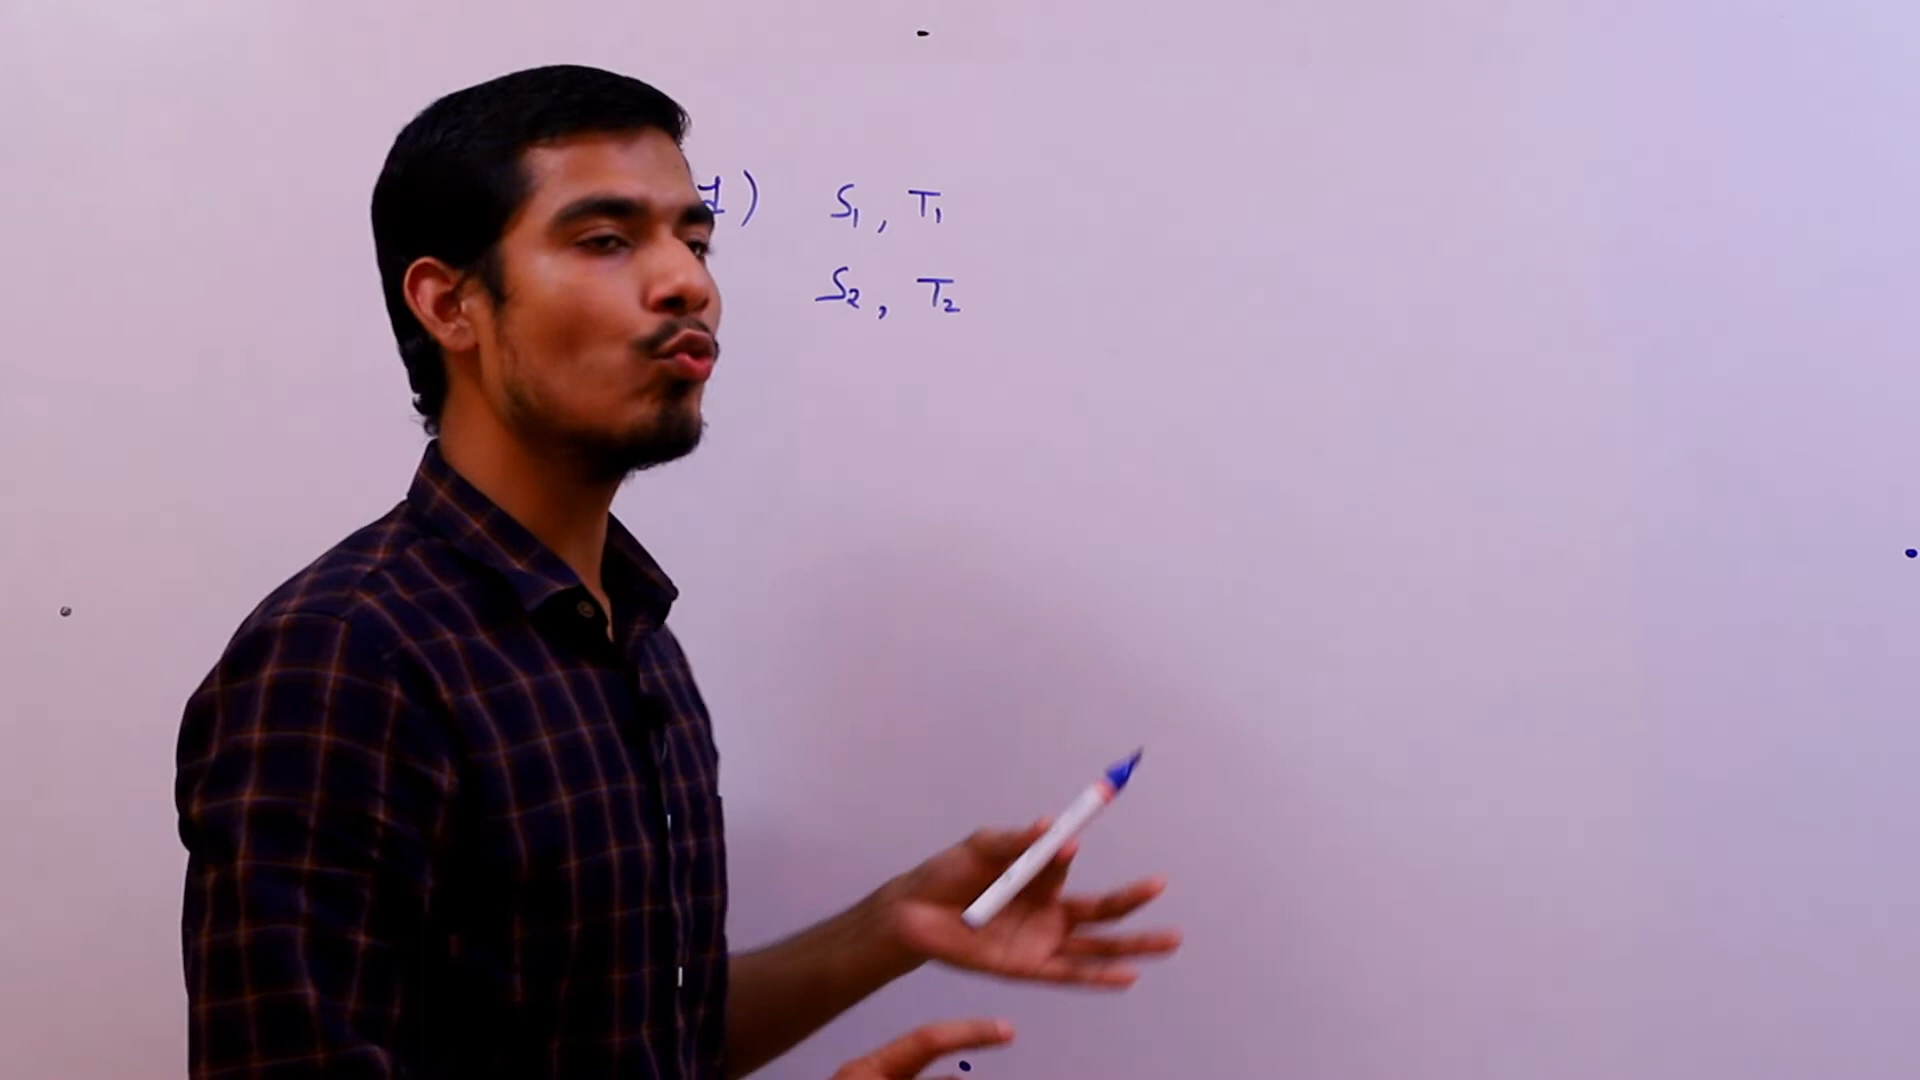 ) S₁, T₁
S₂, T₂